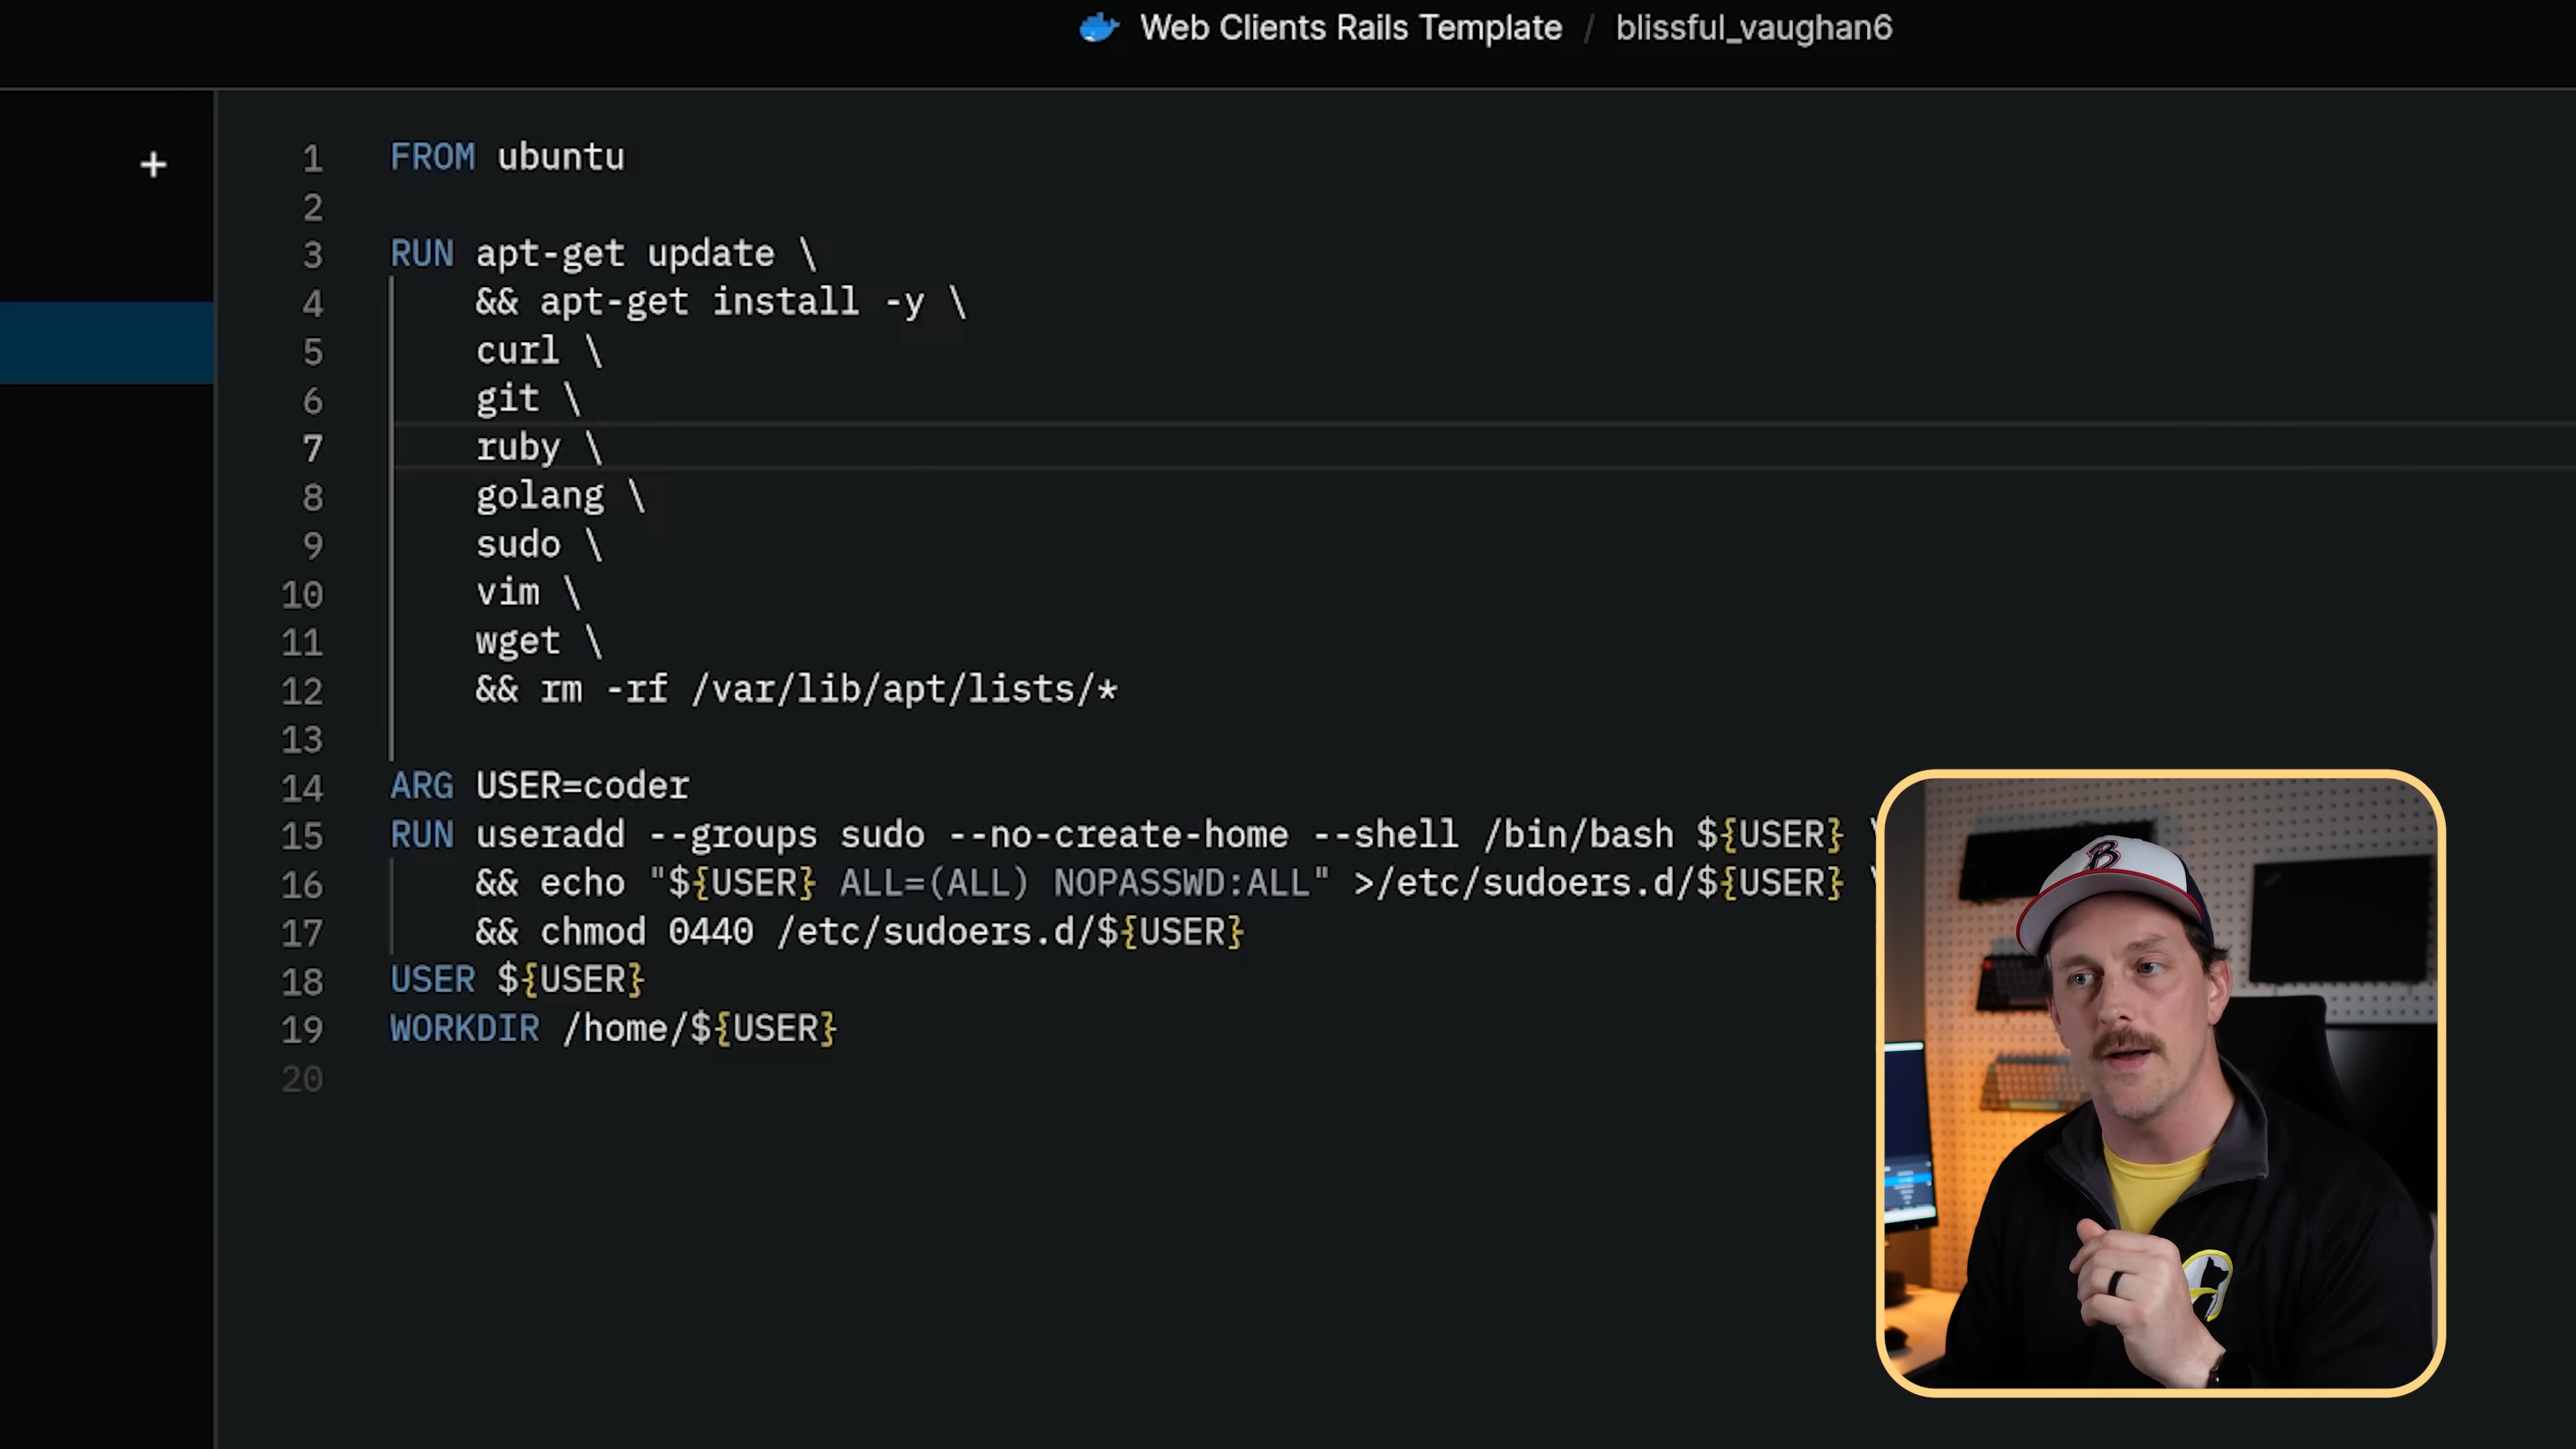 Web Clients Rails Template / blissful_vaughan6
+
1 FROM ubuntu
2
3 RUN apt-get update \
4 && apt-get install -y \
5 curl \
6 git \
7 ruby \
8 golang \
9 sudo \
10 vim \
11 wget \
12 && rm -rf /var/lib/apt/lists/*
13
14 ARG USER=coder
15 RUN useradd --groups sudo --no-create-home --shell /bin/bash ${USER} \
16 && echo "${USER} ALL=(ALL) NOPASSWD:ALL" >/etc/sudoers.d/${USER} \
17 && chmod 0440 /etc/sudoers.d/${USER}
18 USER ${USER}
19 WORKDIR /home/${USER}
20
B